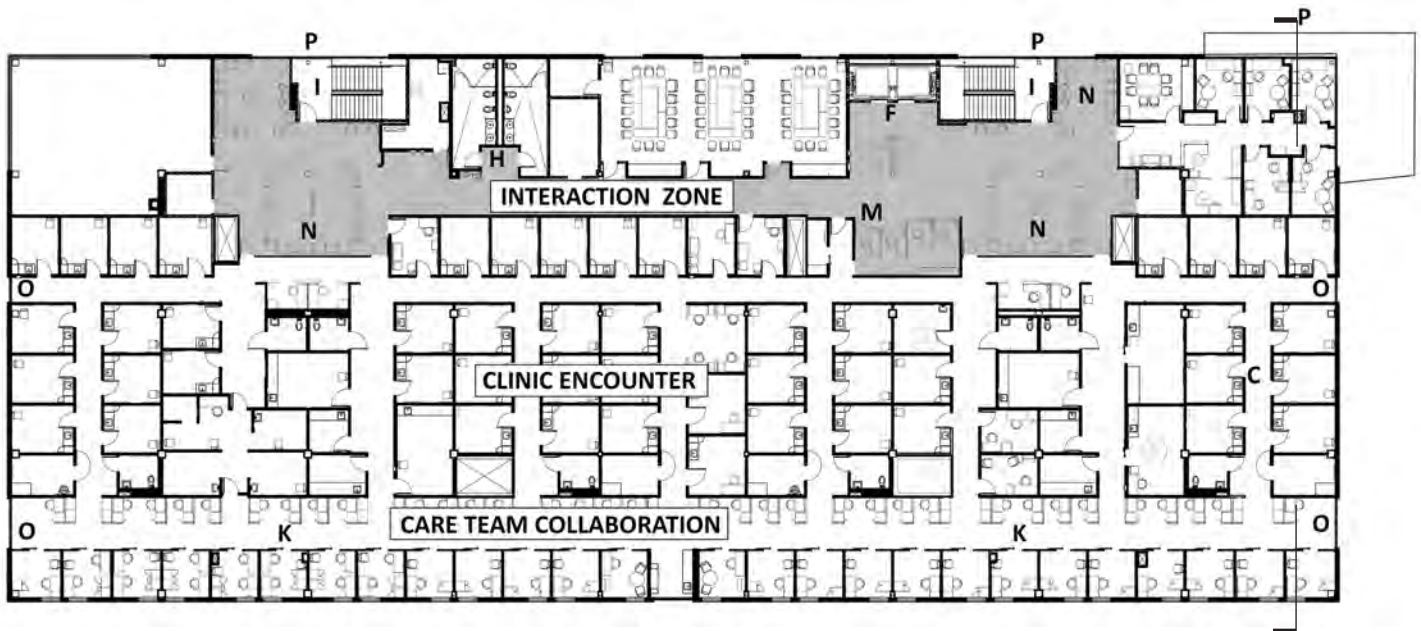 P
P
P
I
I
F
N
H
INTERACTION ZONE
M
N
N
O
O
CLINIC ENCOUNTER
C
CARE TEAM COLLABORATION
O
K
K
O